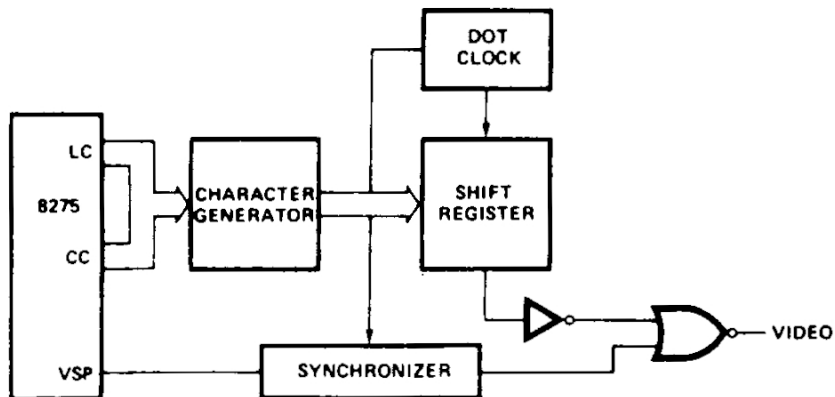 DOT
CLOCK
LC
8275
CC
VSP
CHARACTER
GENERATOR
SHIFT
REGISTER
SYNCHRONIZER
VIDEO